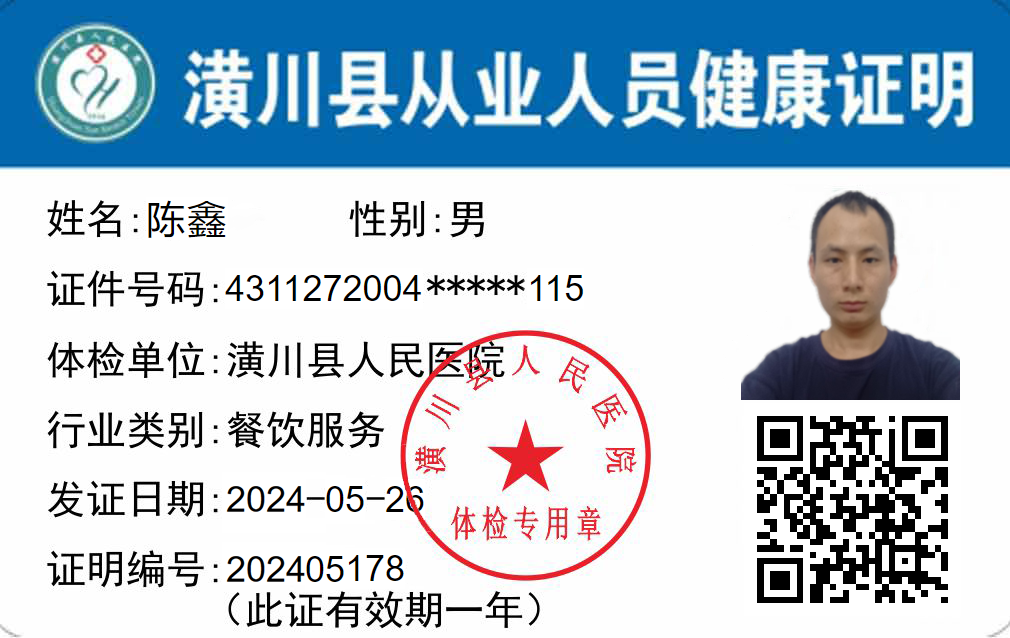 潢川县从业人员健康证明
姓名:陈鑫 性别:男
证件号码:4311272004*****115
体检单位:潢川县人民医院
行业类别:餐饮服务
发证日期:2024-05-26
证明编号:202405178
(此证有效期一年)
潢川县人民医院
体检专用章